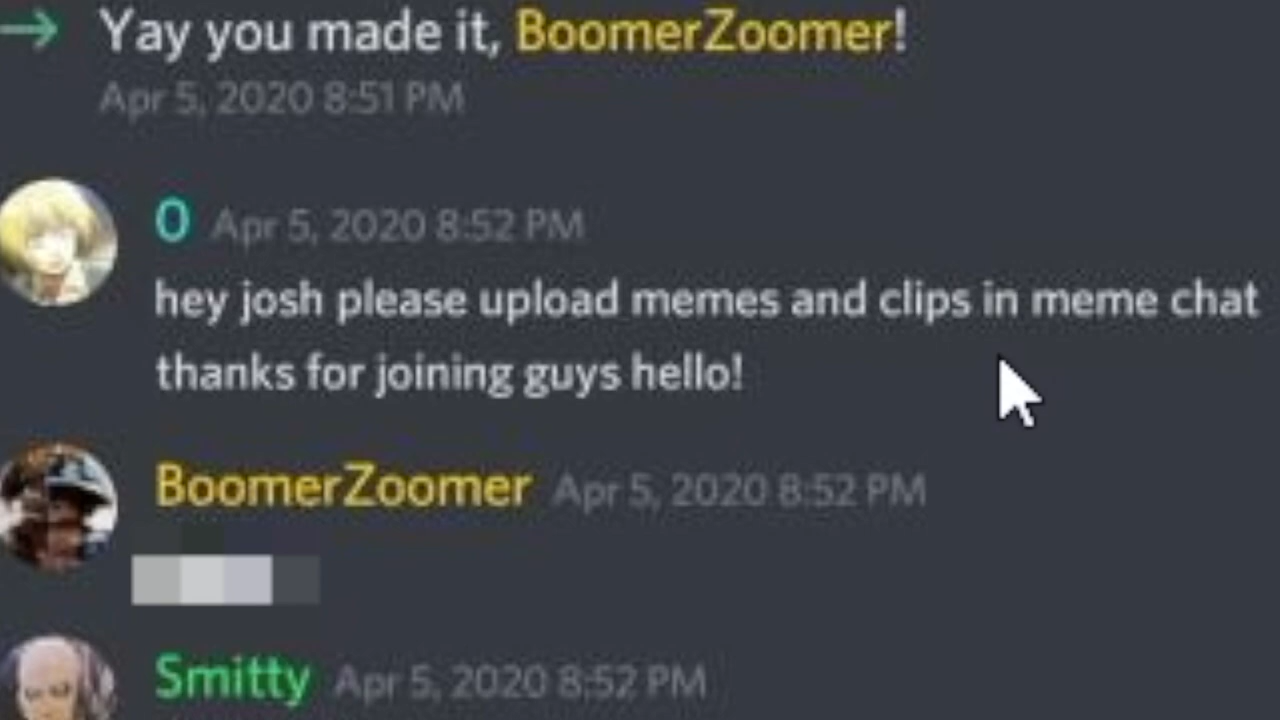 Yay you made it, BoomerZoomer!
Apr 5, 2020 8:51 PM
O Apr 5, 2020 8:52 PM
hey josh please upload memes and clips in meme chat
thanks for joining guys hello!
BoomerZoomer Apr 5, 2020 8:52 PM
Smitty Apr 5, 2020 8:52 PM